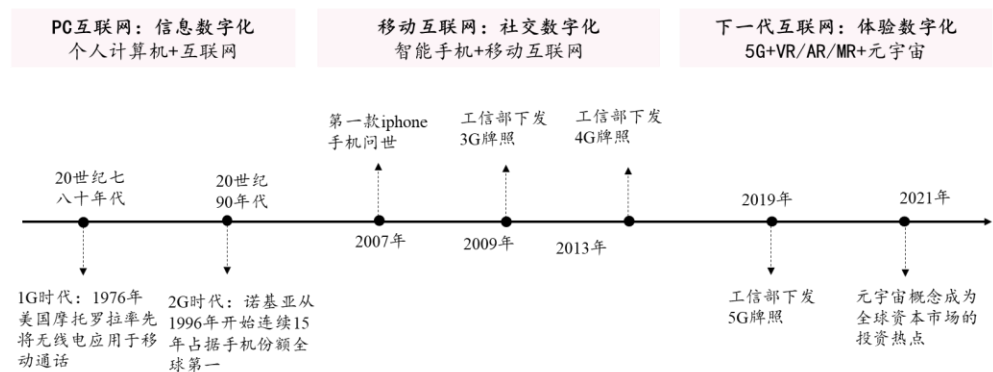 PC互联网：信息数字化
个人计算机+互联网
移动互联网：社交数字化
智能手机+移动互联网
下一代互联网：体验数字化
5G+VR/AR/MR+元宇宙
第一款iphone
手机问世
工信部下发
3G牌照
工信部下发
4G牌照
20世纪七
八十年代
20世纪
90年代
2007年
2009年
2013年
2019年
2021年
1G时代：1976年
美国摩托罗拉率先
将无线电应用于移
动通话
2G时代：诺基亚从
1996年开始连续15
年占据手机份额全
球第一
工信部下发
5G牌照
元宇宙概念成为
全球资本市场的
投资热点